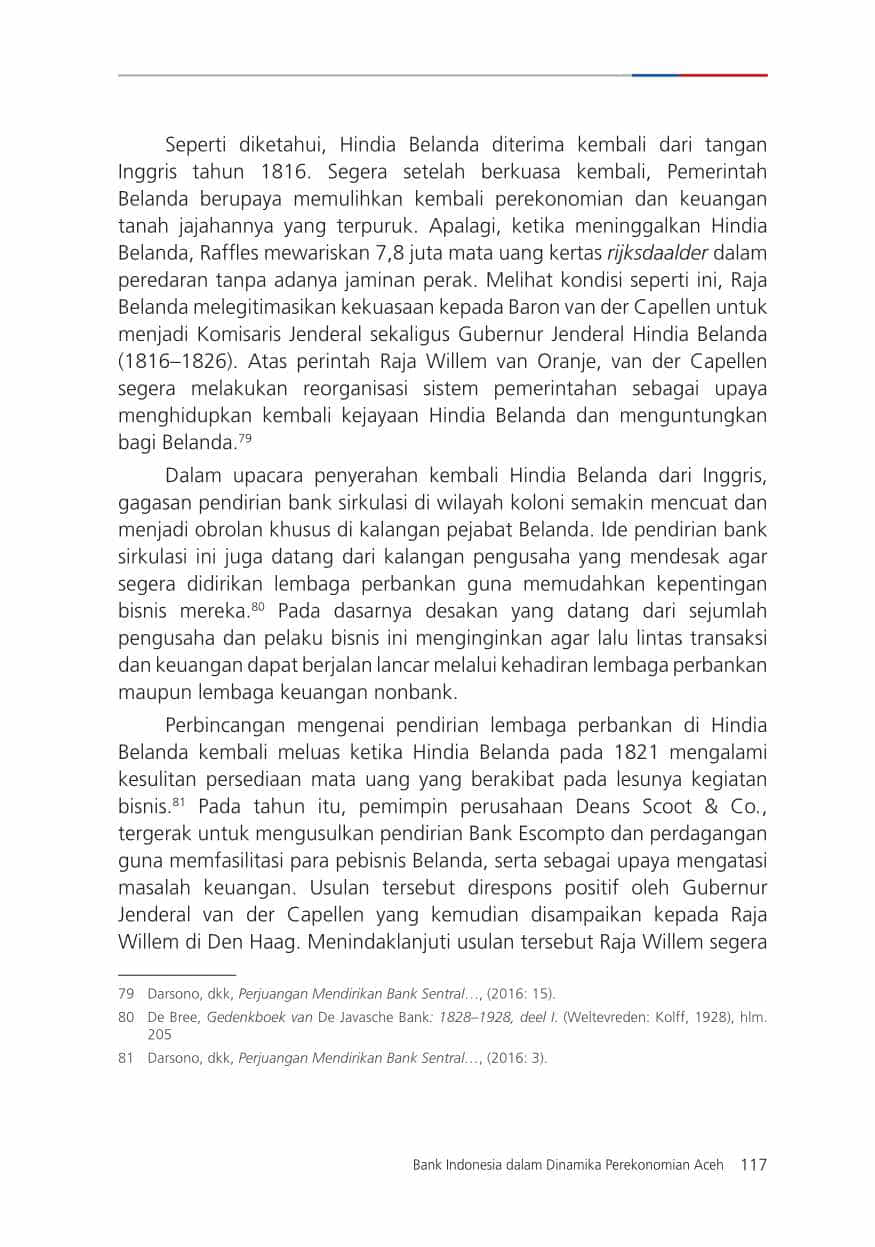 Seperti diketahui, Hindia Belanda diterima kembali dari tangan
Inggris tahun 1816. Segera setelah berkuasa kembali, Pemerintah
Belanda berupaya memulihkan kembali perekonomian dan keuangan
tanah jajahannya yang terpuruk. Apalagi, ketika meninggalkan Hindia
Belanda, Raffles mewariskan 7,8 juta mata uang kertas rijksdaalder dalam
peredaran tanpa adanya jaminan perak. Melihat kondisi seperti ini, Raja
Belanda melegitimasikan kekuasaan kepada Baron van der Capellen untuk
menjadi Komisaris Jenderal sekaligus Gubernur Jenderal Hindia Belanda
(1816–1826). Atas perintah Raja Willem van Oranje, van der Capellen
segera melakukan reorganisasi sistem pemerintahan sebagai upaya
menghidupkan kembali kejayaan Hindia Belanda dan menguntungkan
bagi Belanda.79
Dalam upacara penyerahan kembali Hindia Belanda dari Inggris,
gagasan pendirian bank sirkulasi di wilayah koloni semakin mencuat dan
menjadi obrolan khusus di kalangan pejabat Belanda. Ide pendirian bank
sirkulasi ini juga datang dari kalangan pengusaha yang mendesak agar
segera didirikan lembaga perbankan guna memudahkan kepentingan
bisnis mereka.80 Pada dasarnya desakan yang datang dari sejumlah
pengusaha dan pelaku bisnis ini menginginkan agar lalu lintas transaksi
dan keuangan dapat berjalan lancar melalui kehadiran lembaga perbankan
maupun lembaga keuangan nonbank.
Perbincangan mengenai pendirian lembaga perbankan di Hindia
Belanda kembali meluas ketika Hindia Belanda pada 1821 mengalami
kesulitan persediaan mata uang yang berakibat pada lesunya kegiatan
bisnis.81 Pada tahun itu, pemimpin perusahaan Deans Scoot & Co.,
tergerak untuk mengusulkan pendirian Bank Escompto dan perdagangan
guna memfasilitasi para pebisnis Belanda, serta sebagai upaya mengatasi
masalah keuangan. Usulan tersebut direspons positif oleh Gubernur
Jenderal van der Capellen yang kemudian disampaikan kepada Raja
Willem di Den Haag. Menindaklanjuti usulan tersebut Raja Willem segera
79 Darsono, dkk, Perjuangan Mendirikan Bank Sentral…, (2016: 15).
80 De Bree, Gedenkboek van De Javasche Bank: 1828–1928, deel I. (Weltevreden: Kolff, 1928), hlm.
205
81 Darsono, dkk, Perjuangan Mendirikan Bank Sentral…, (2016: 3).
Bank Indonesia dalam Dinamika Perekonomian Aceh 117